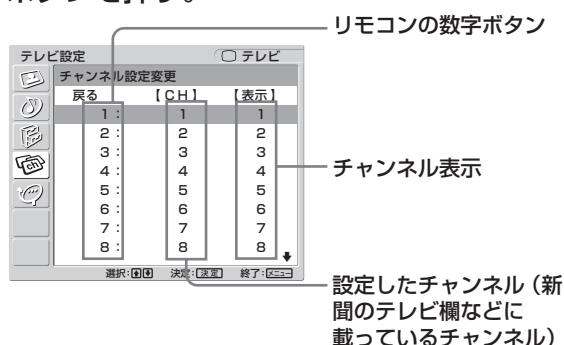 ボタンを押す。
リモコンの数字ボタン
テレビ設定 テレビ
チャンネル設定変更
戻る 【CH】 【表示】
1: 1 1
2: 2 2
3: 3 3
4: 4 4
5: 5 5
6: 6 6
7: 7 7
8: 8 8
選択: 決定:決定 終了:メニュー
チャンネル表示
設定したチャンネル(新
聞のテレビ欄などに
載っているチャンネル)